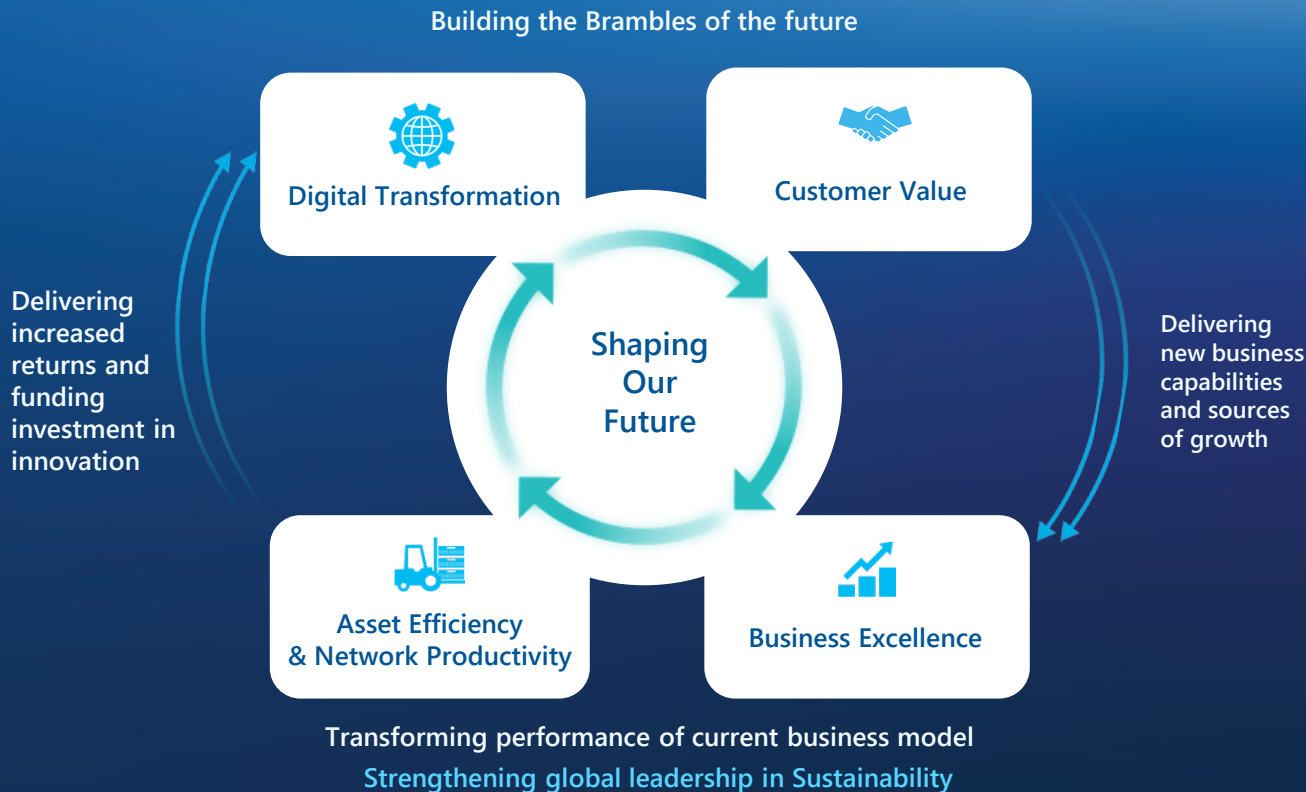 Building the Brambles of the future
Digital Transformation
Customer Value
Delivering
increased
returns and
funding
investment in
innovation
Shaping
Our
Future
Delivering
new business
capabilities
and sources
of growth
Asset Efficiency
& Network Productivity
Business Excellence
Transforming performance of current business model
Strengthening global leadership in Sustainability